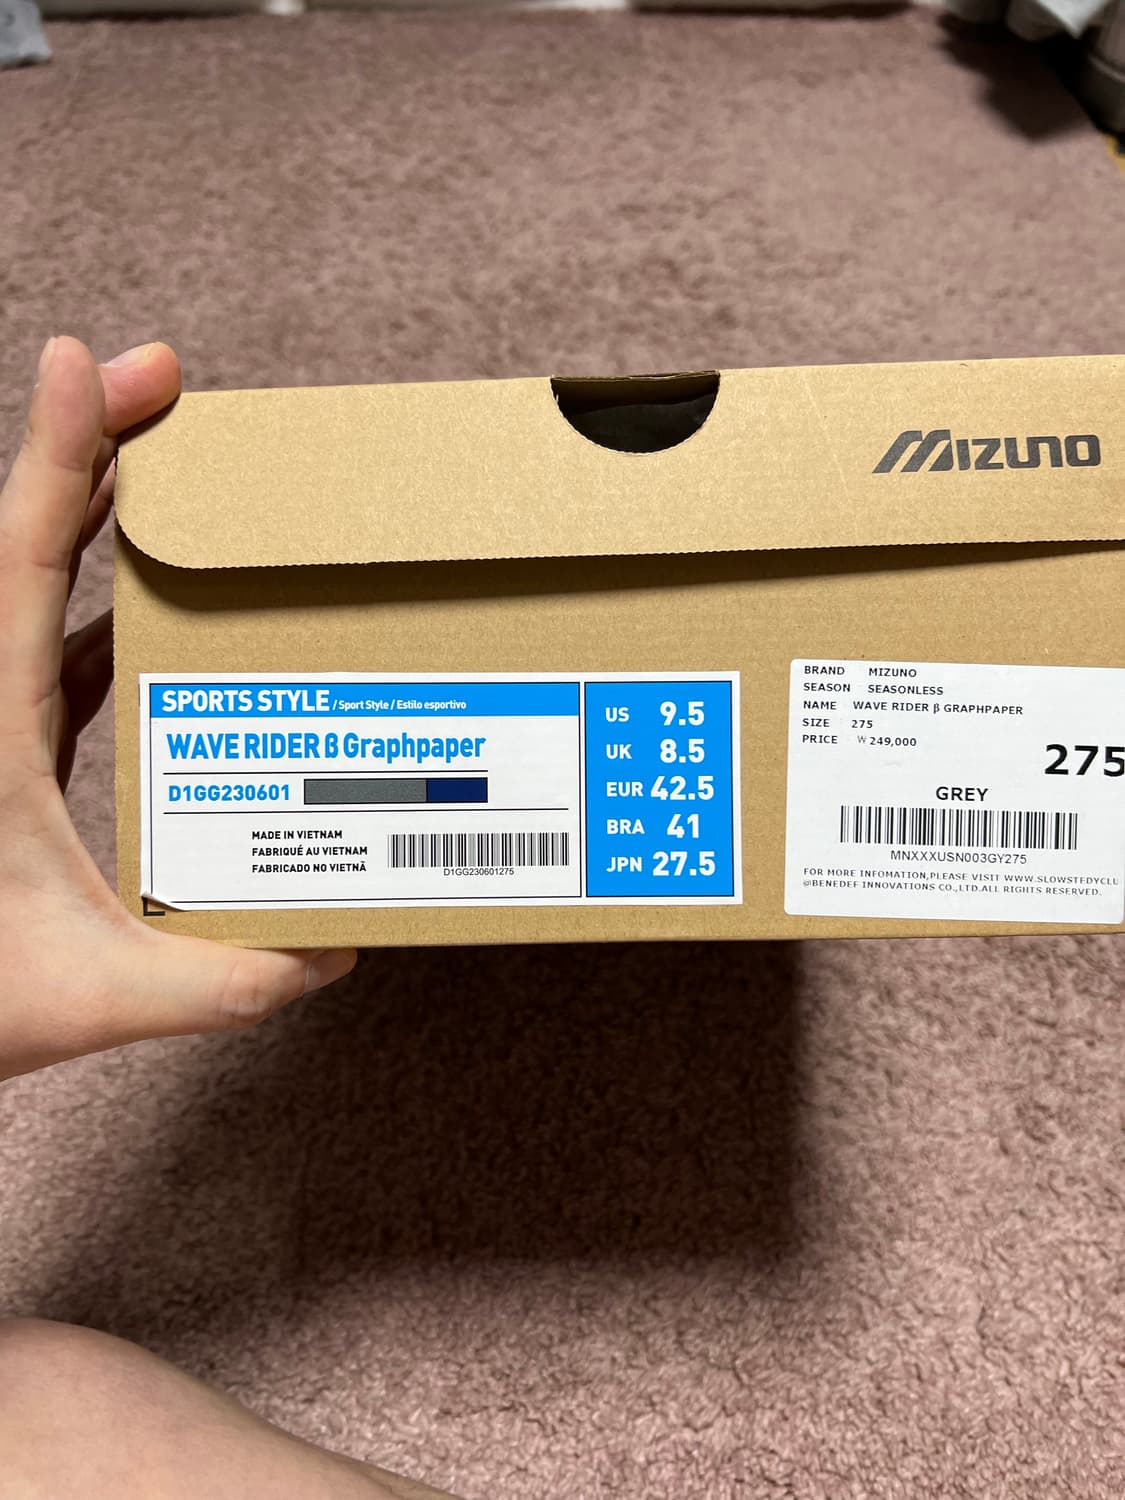 MIZUNO
SPORTS STYLE / Sport Style / Estilo esportivo
WAVE RIDER β Graphpaper
D1GG230601
MADE IN VIETNAM
FABRIQUÉ AU VIETNAM
FABRICADO NO VIETNÃ
D1GG230601275
US 9.5
UK 8.5
EUR 42.5
BRA 41
JPN 27.5
BRAND MIZUNO
SEASON SEASONLESS
NAME WAVE RIDER β GRAPHPAPER
SIZE 275
PRICE ₩249,000
275
GREY
MNXXXUSN003GY275
FOR MORE INFOMATION,PLEASE VISIT WWW.SLOWSTEDYCLU
@BENEDEF INNOVATIONS CO.,LTD.ALL RIGHTS RESERVED.